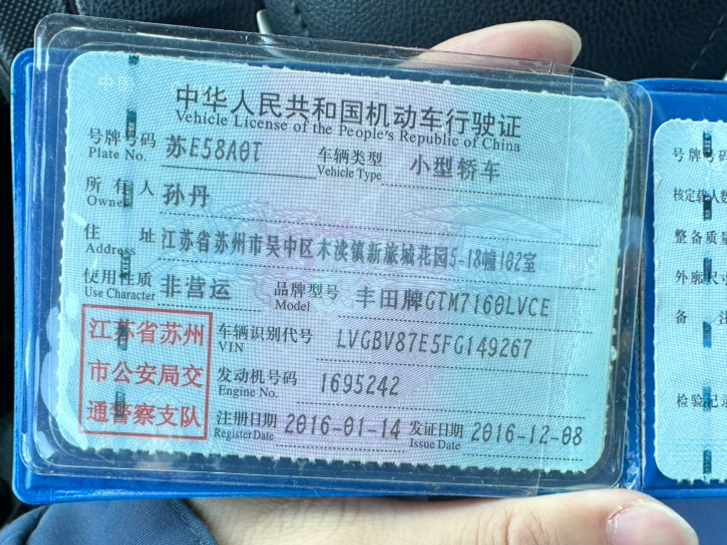 中国
中华人民共和国机动车行驶证
Vehicle License of the People's Republic of China
号牌号码 苏E58A0T 车辆类型 小型轿车
Plate No. Vehicle Type
所有人 孙丹
Owner
住址 江苏省苏州市吴中区木渎镇新旅城花园5-18幢102室
Address
使用性质 非营运 品牌型号 丰田牌GTM7160LVCE
Use Character Model
江苏省苏州
市公安局交
通警察支队
车辆识别代号 LVGBV87E5FG149267
VIN
发动机号码 1695242
Engine No.
注册日期 2016-01-14 发证日期 2016-12-08
Register Date Issue Date
号牌号码
核定载人数
整备质量
外廓尺寸
备注
检验记录